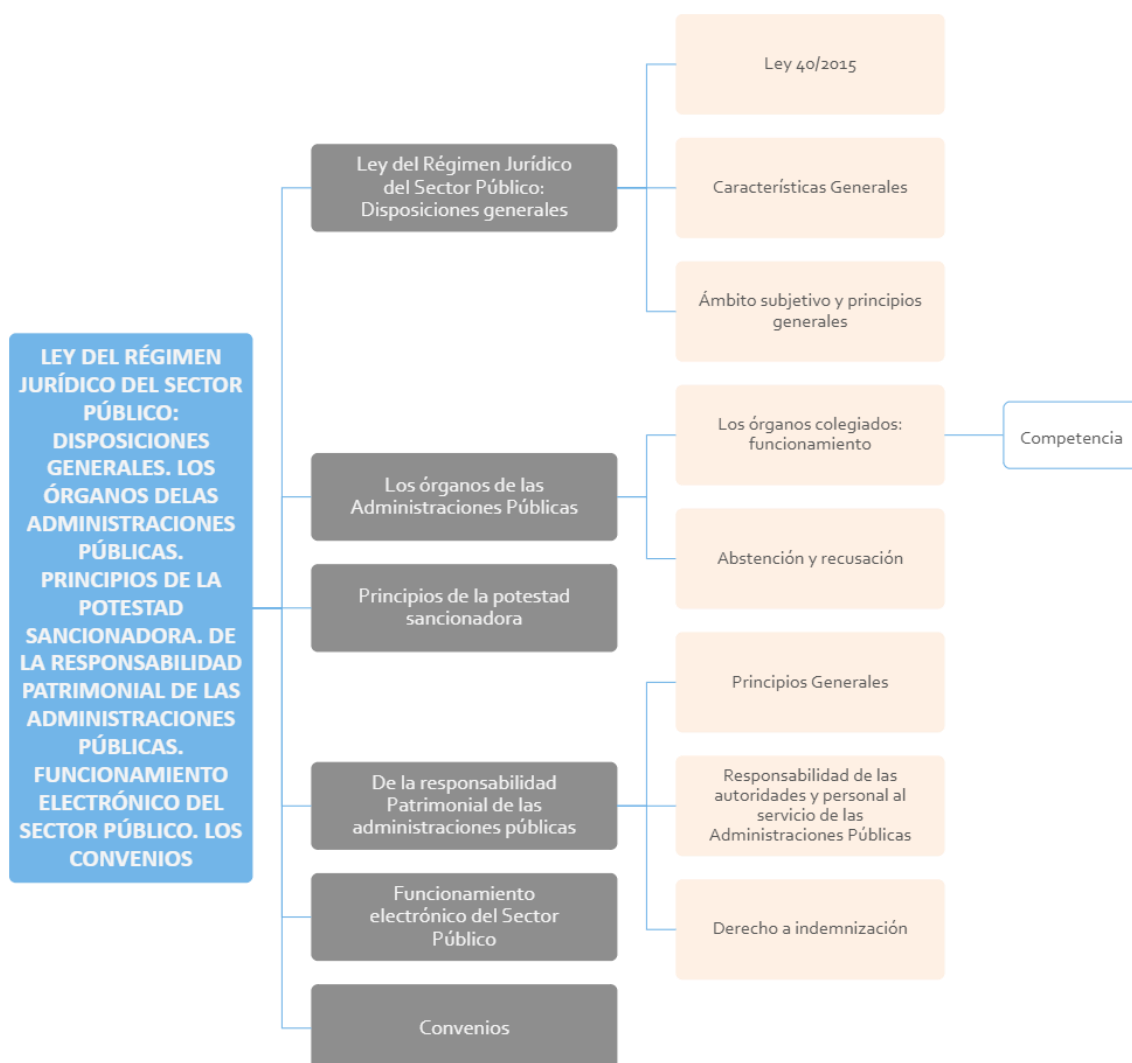 LEY DEL RÉGIMEN
JURÍDICO DEL SECTOR
PÚBLICO:
DISPOSICIONES
GENERALES. LOS
ÓRGANOS DELAS
ADMINISTRACIONES
PÚBLICAS.
PRINCIPIOS DE LA
POTESTAD
SANCIONADORA. DE
LA RESPONSABILIDAD
PATRIMONIAL DE LAS
ADMINISTRACIONES
PÚBLICAS.
FUNCIONAMIENTO
ELECTRÓNICO DEL
SECTOR PÚBLICO. LOS
CONVENIOS
Ley del Régimen Jurídico
del Sector Público:
Disposiciones generales
Ley 40/2015
Características Generales
Ámbito subjetivo y principios
generales
Los órganos de las
Administraciones Públicas
Los órganos colegiados:
funcionamiento
Competencia
Abstención y recusación
Principios de la potestad
sancionadora
De la responsabilidad
Patrimonial de las
administraciones públicas
Principios Generales
Responsabilidad de las
autoridades y personal al
servicio de las
Administraciones Públicas
Derecho a indemnización
Funcionamiento
electrónico del Sector
Público
Convenios